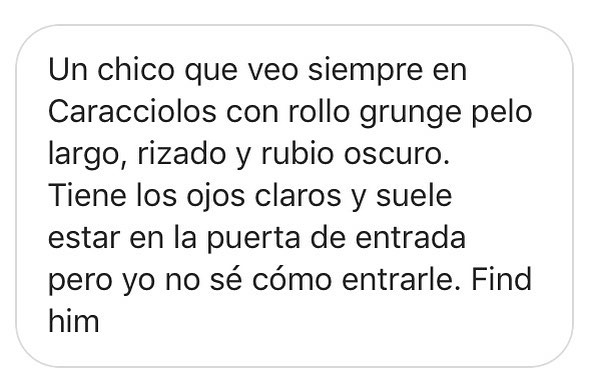 Un chico que veo siempre en
Caracciolos con rollo grunge pelo
largo, rizado y rubio oscuro.
Tiene los ojos claros y suele
estar en la puerta de entrada
pero yo no sé cómo entrarle. Find
him